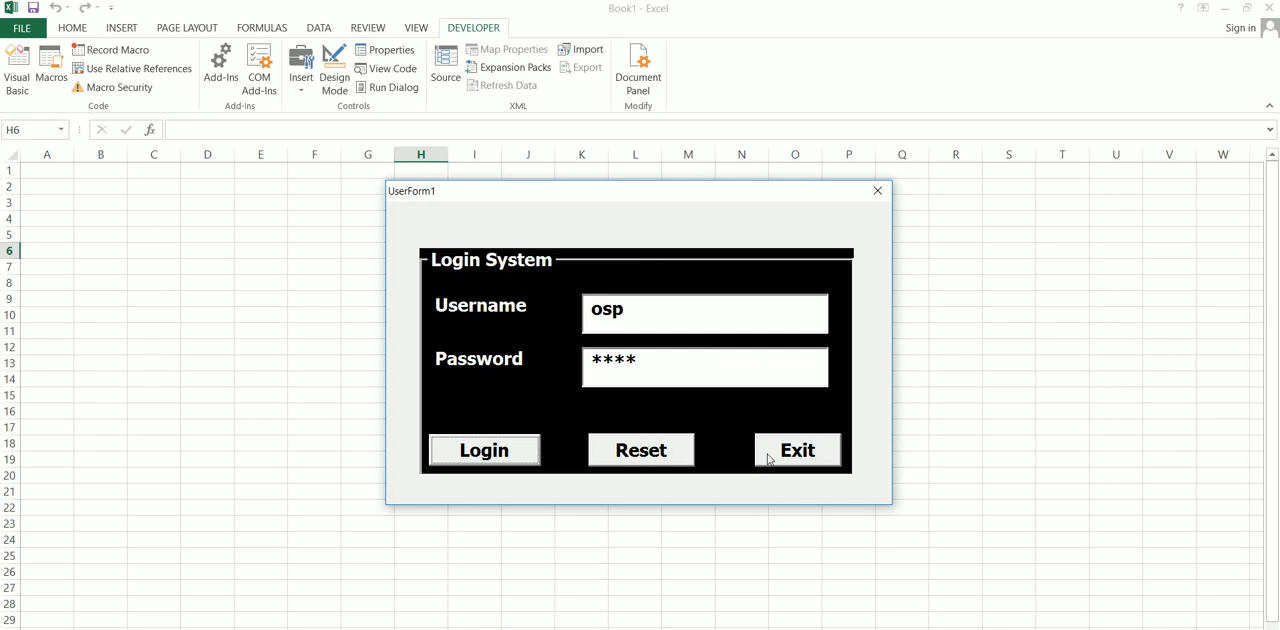 Book1 - Excel
?
FILE HOME INSERT PAGE LAYOUT FORMULAS DATA REVIEW VIEW DEVELOPER Sign in
Visual Basic
Macros
Record Macro
Use Relative References
Macro Security
Code
Add-Ins
COM Add-Ins
Add-Ins
Insert
Design Mode
Properties
View Code
Run Dialog
Controls
Source
Map Properties
Expansion Packs
Refresh Data
Import
Export
XML
Document Panel
Modify
H6 fx
A B C D E F G H I J K L M N O P Q R S T U V W
1
2
3
4
5
6
7
8
9
10
11
12
13
14
15
16
17
18
19
20
21
22
23
24
25
26
27
28
29
UserForm1
Login System
Username osp
Password ****
Login Reset Exit